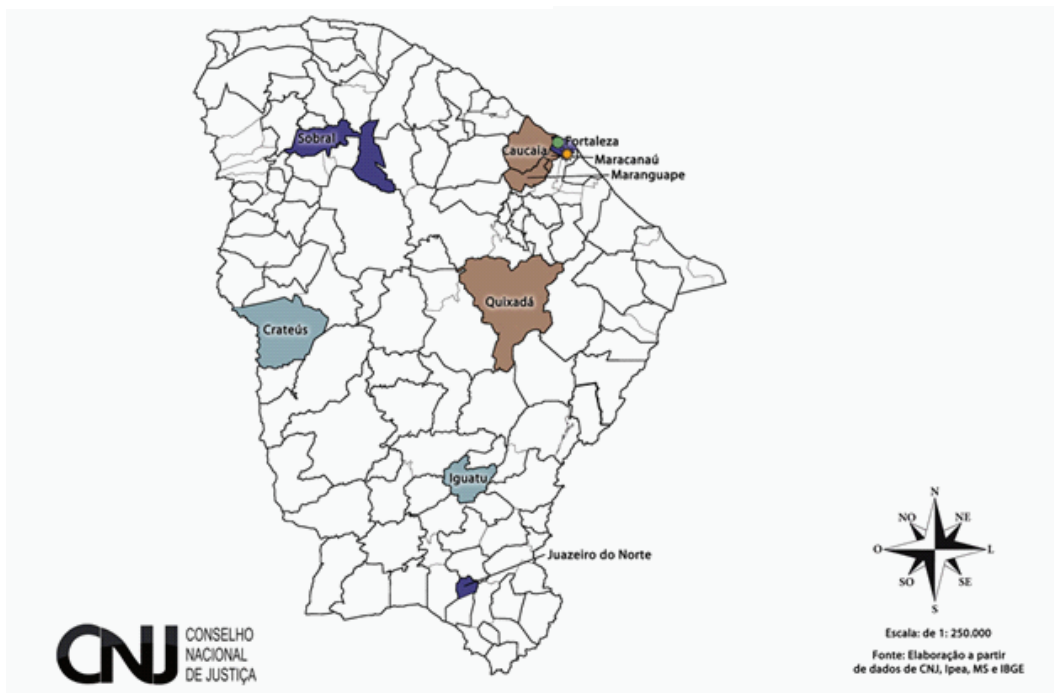 Sobral
Fortaleza
Caucaia
Maracanaú
Maranguape
Quixadá
Crateús
Iguatu
Juazeiro do Norte
N
NO
NE
O
L
SO
SE
S
Escala: de 1: 250.000
Fonte: Elaboração a partir
de dados de CNJ, Ipea, MS e IBGE
CNJ
CONSELHO
NACIONAL
DE JUSTIÇA